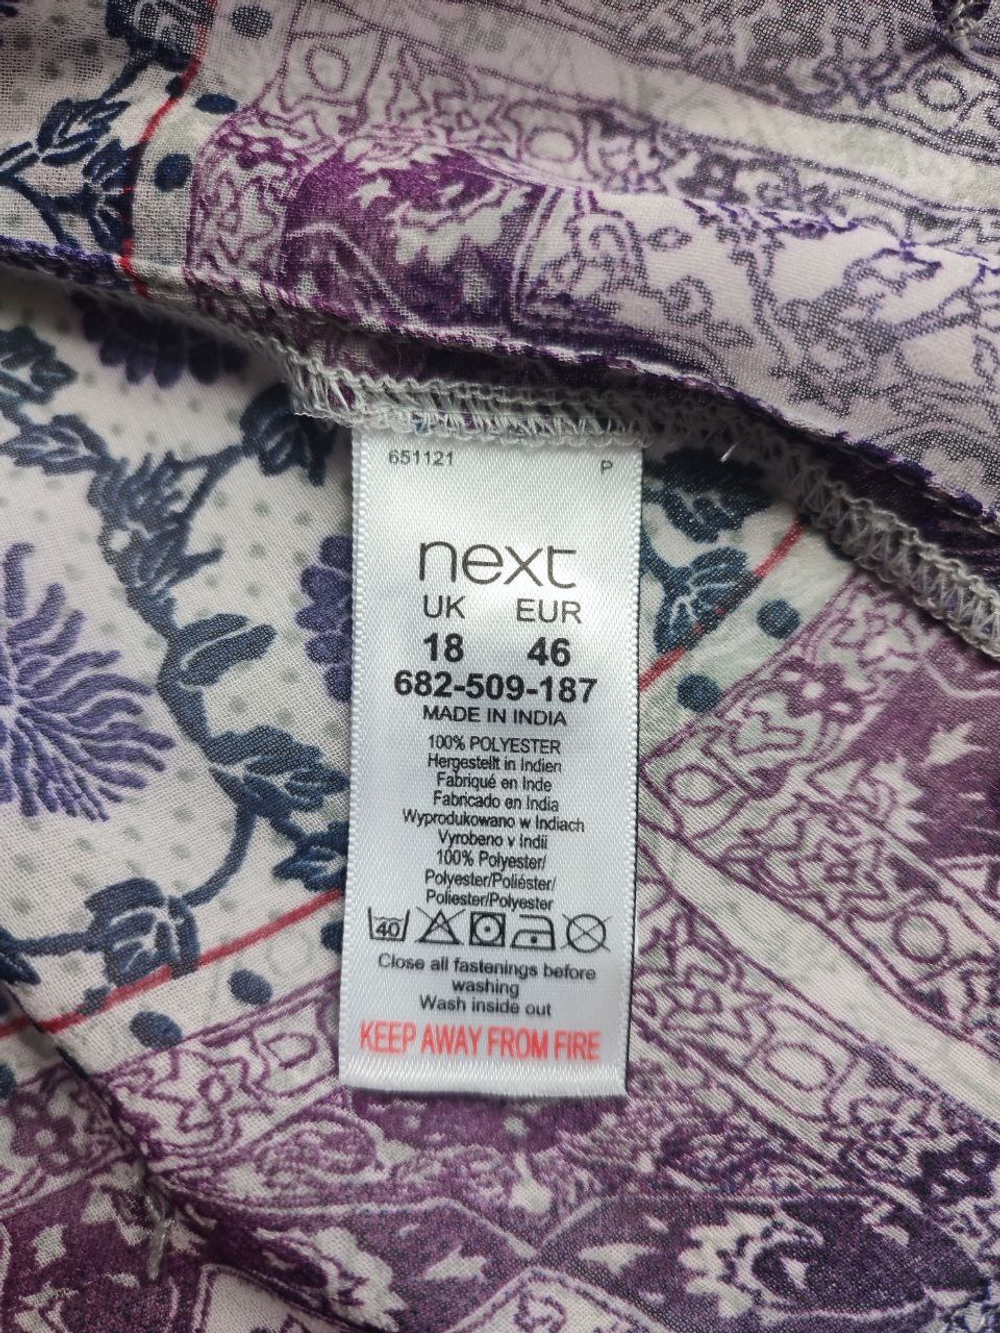 651121 P
next
UK EUR
18 46
682-509-187
MADE IN INDIA
100% POLYESTER
Hergestellt in Indien
Fabriqué en Inde
Fabricado en India
Wyprodukowano w Indiach
Vyrobeno v Indii
100% Polyester/
Polyester/Poliéster/
Poliester/Polyester
40
Close all fastenings before
washing
Wash inside out
KEEP AWAY FROM FIRE